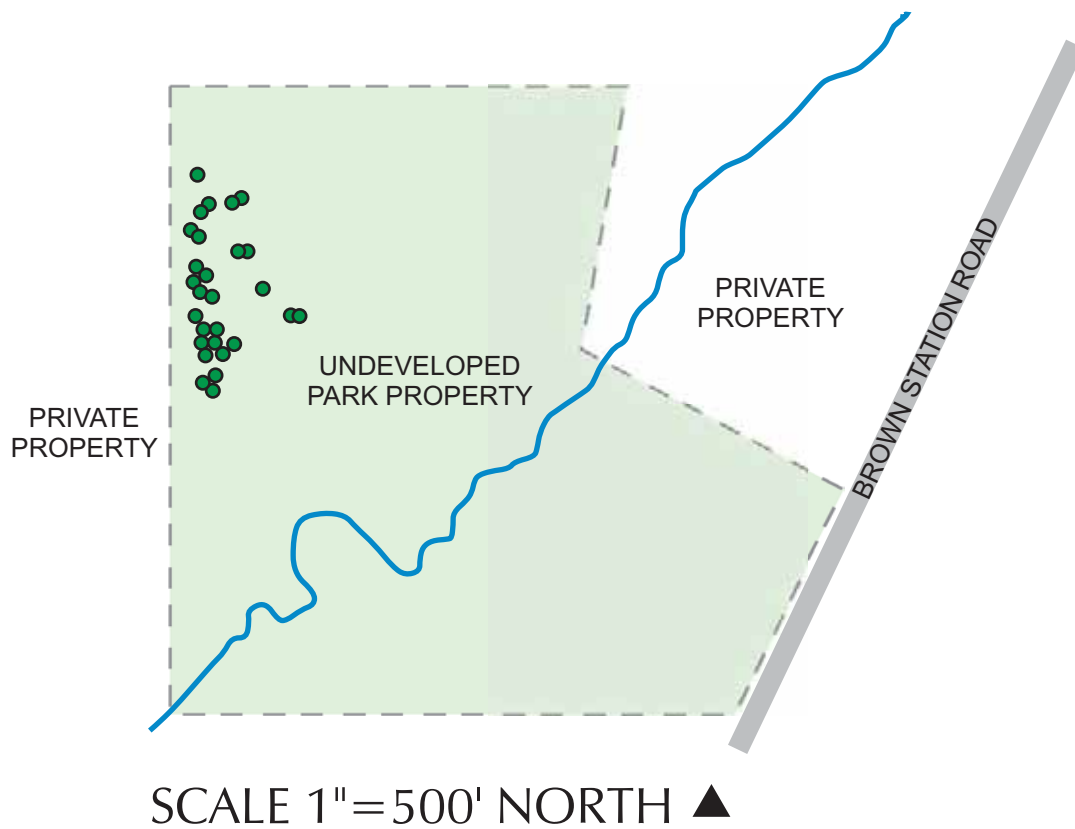 PRIVATE
PROPERTY
BROWN STATION ROAD
UNDEVELOPED
PARK PROPERTY
PRIVATE
PROPERTY
SCALE 1"=500' NORTH